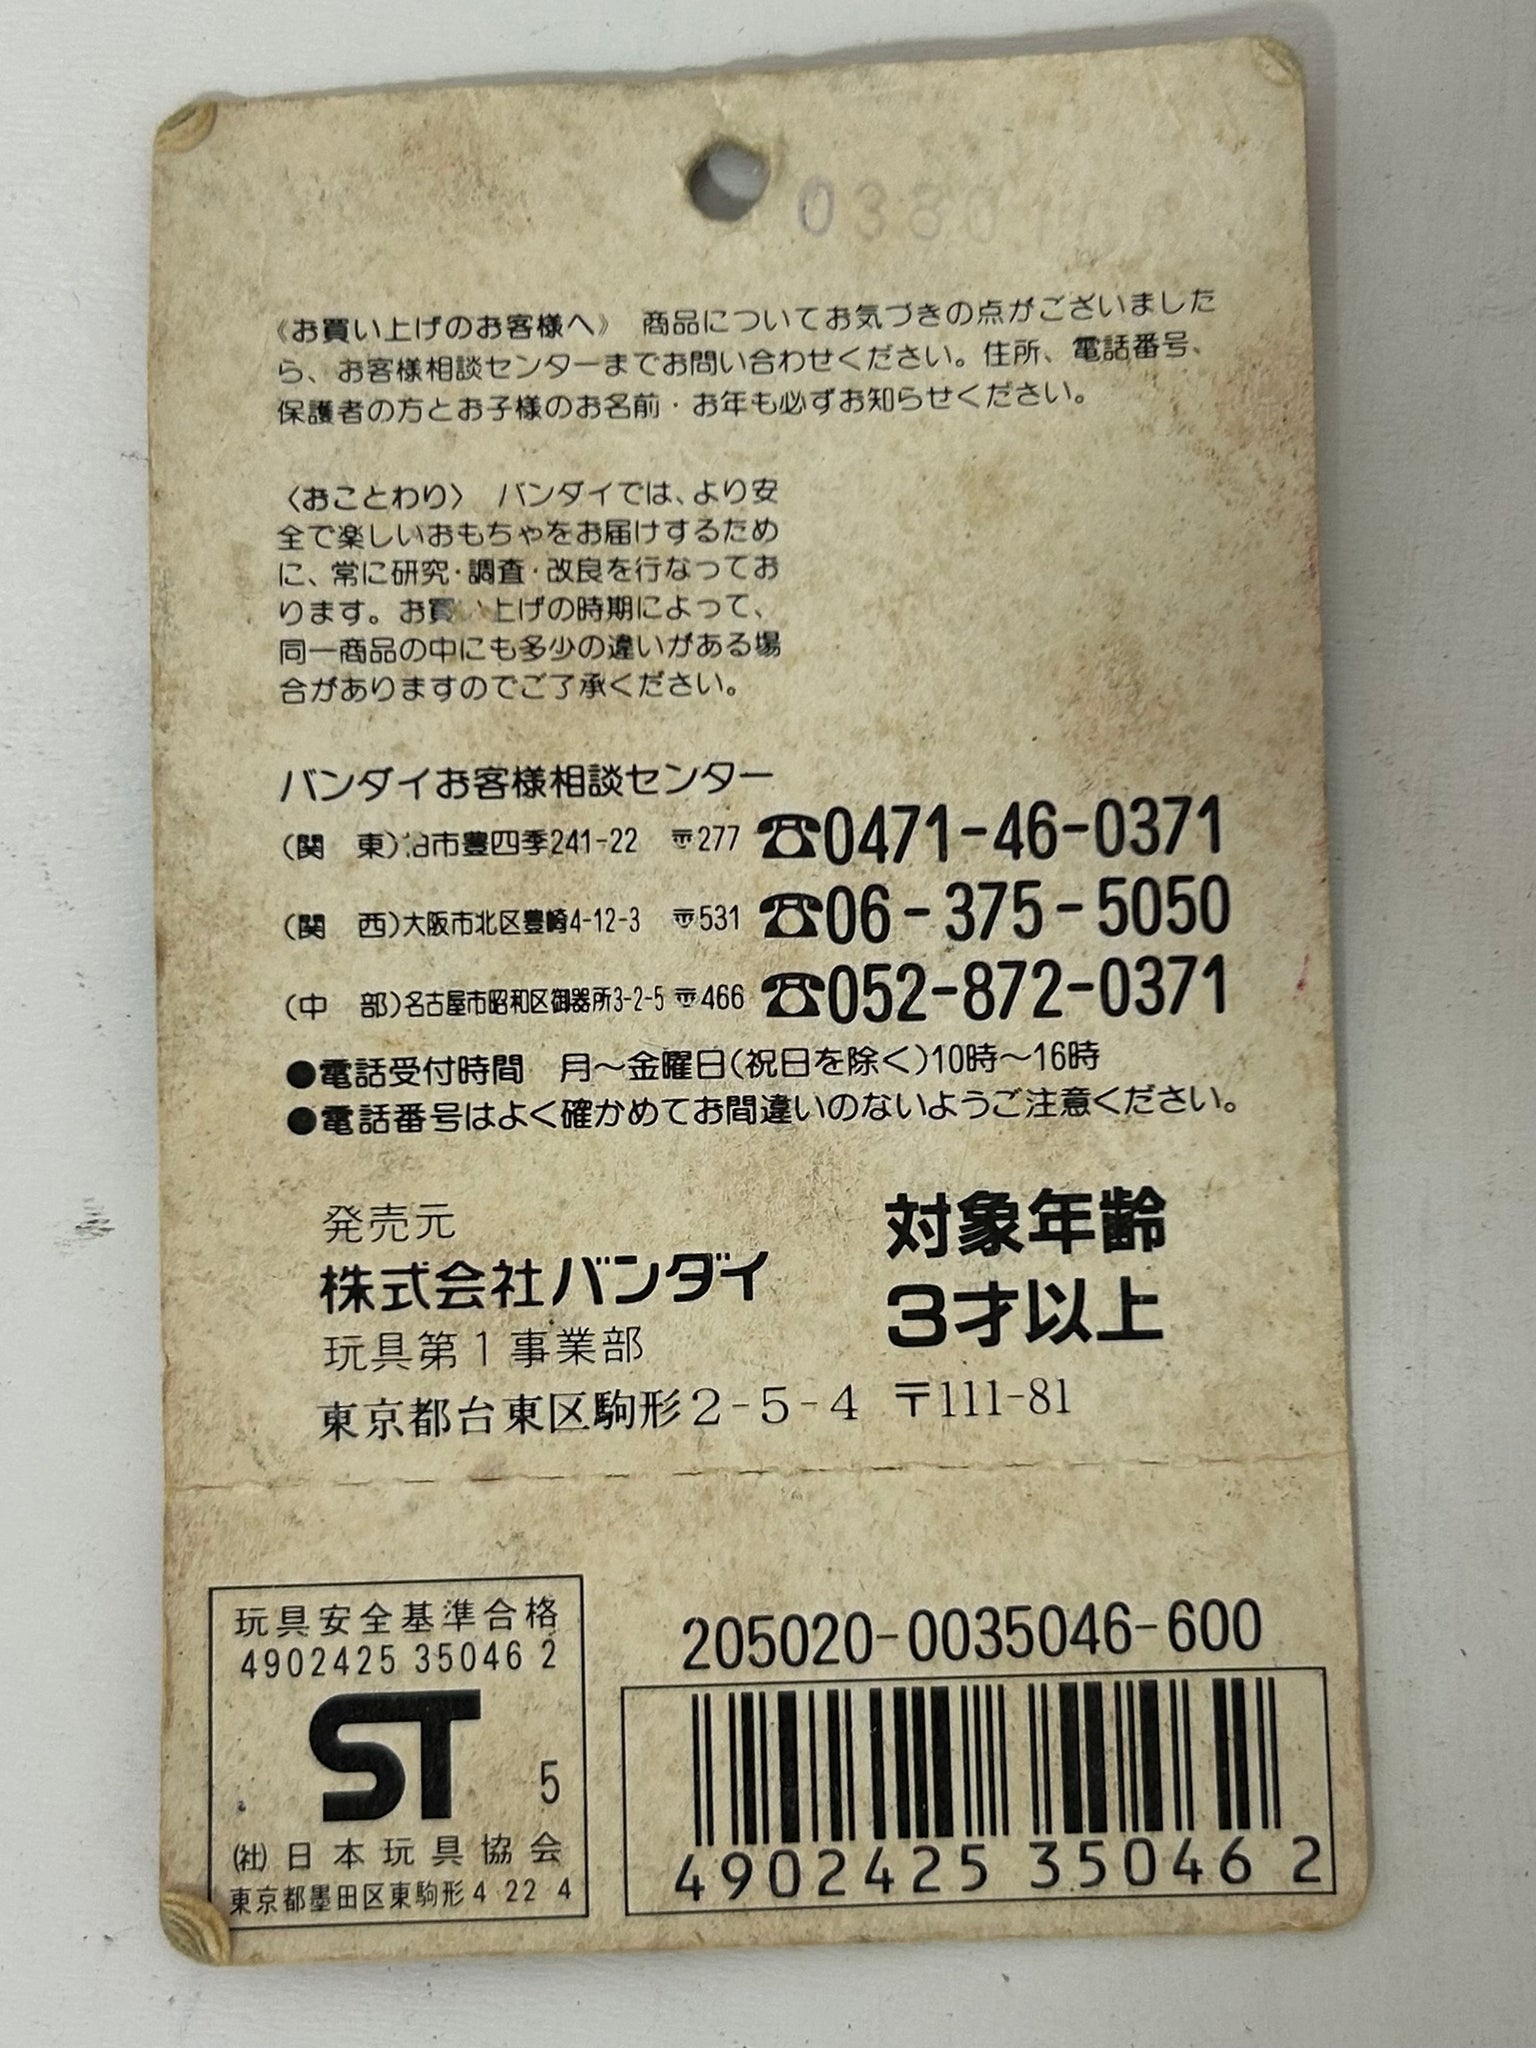 0380
《お買い上げのお客様へ》 商品についてお気づきの点がございました
ら、お客様相談センターまでお問い合わせください。住所、電話番号、
保護者の方とお子様のお名前・お年も必ずお知らせください。
〈おことわり〉 バンダイでは、より安
全で楽しいおもちゃをお届けするため
に、常に研究・調査・改良を行なってお
ります。お買い上げの時期によって、
同一商品の中にも多少の違いがある場
合がありますのでご了承ください。
バンダイお客様相談センター
(関 東)柏市豊四季241-22 〠277 ☎0471-46-0371
(関 西)大阪市北区豊崎4-12-3 〠531 ☎06-375-5050
(中 部)名古屋市昭和区御器所3-2-5 〠466 ☎052-872-0371
●電話受付時間 月〜金曜日(祝日を除く)10時〜16時
●電話番号はよく確かめてお間違いのないようご注意ください。
発売元
株式会社バンダイ
玩具第1事業部
東京都台東区駒形2-5-4 〒111-81
対象年齢
3才以上
玩具安全基準合格
4902425 35046 2
ST 5
(社)日本玩具協会
東京都墨田区東駒形4 22 4
205020-0035046-600
4902425 35046 2